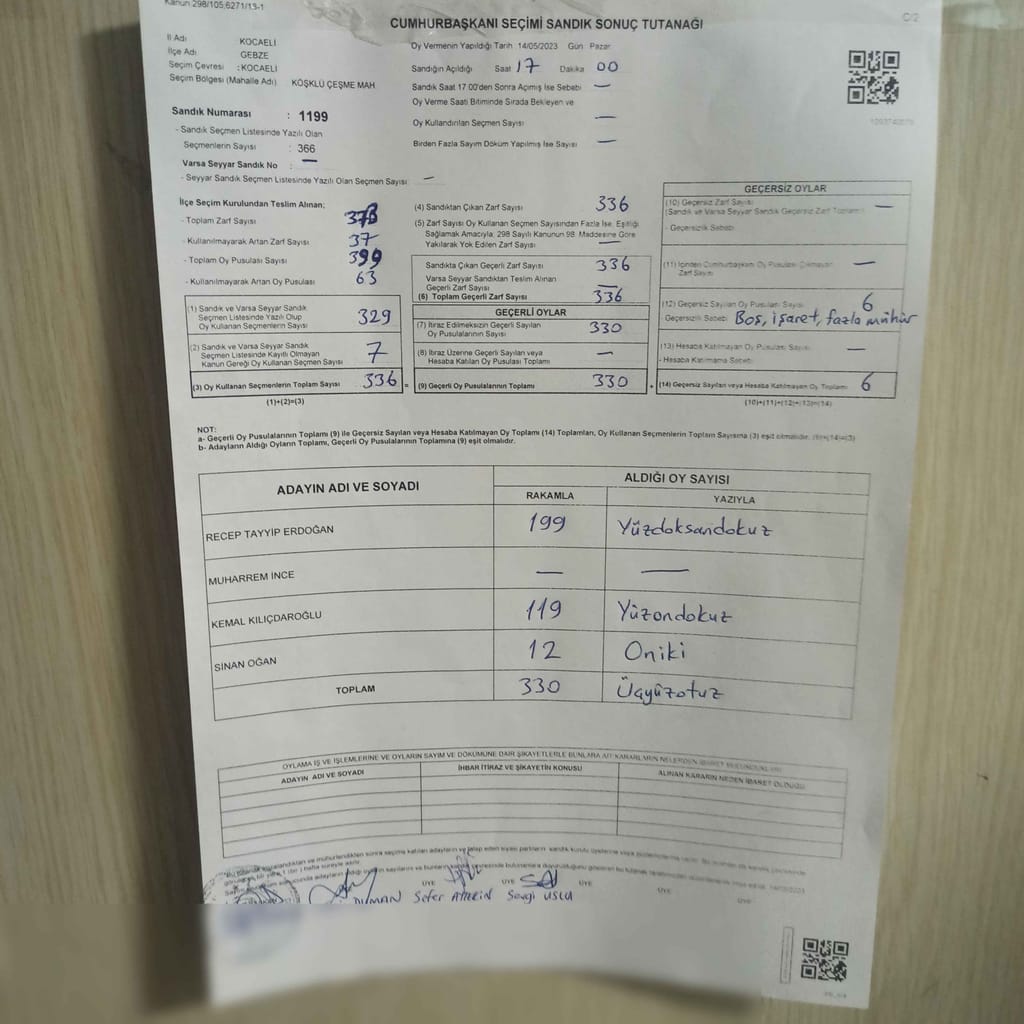 Kanun 298/105,6271/13-1
C/2
CUMHURBAŞKANI SEÇİMİ SANDIK SONUÇ TUTANAĞI
İl Adı KOCAELİ
İlçe Adı GEBZE
Seçim Çevresi : KOCAELİ
Seçim Bölgesi (Mahalle Adı) KÖŞKLÜ ÇEŞME MAH
Oy Vermenin Yapıldığı Tarih 14/05/2023 Gün: Pazar
Sandığın Açıldığı Saat 17 Dakika 00
Sandık Saat 17.00'den Sonra Açımış İse Sebebi —
Oy Verme Saati Bitiminde Sırada Bekleyen ve
Oy Kullandırılan Seçmen Sayısı —
Birden Fazla Sayım Döküm Yapılmış İse Sayısı —
Sandık Numarası : 1199
- Sandık Seçmen Listesinde Yazılı Olan
Seçmenlerin Sayısı : 366
Varsa Seyyar Sandık No : —
- Seyyar Sandık Seçmen Listesinde Yazılı Olan Seçmen Sayısı: —
İlçe Seçim Kurulundan Teslim Alınan;
- Toplam Zarf Sayısı 373
- Kullanılmayarak Artan Zarf Sayısı 37
- Toplam Oy Pusulası Sayısı 399
- Kullanılmayarak Artan Oy Pusulası 63
(1) Sandık ve Varsa Seyyar Sandık
Seçmen Listesinde Yazılı Olup
Oy Kullanan Seçmenlerin Sayısı 329
(2) Sandık ve Varsa Seyyar Sandık
Seçmen Listesinde Kayıtlı Olmayan
Kanun Gereği Oy Kullanan Seçmen Sayısı 7
(3) Oy Kullanan Seçmenlerin Toplam Sayısı 336 =
(1)+(2)=(3)
(4) Sandıktan Çıkan Zarf Sayısı 336
(5) Zarf Sayısı Oy Kullanan Seçmen Sayısından Fazla İse, Eşitliği
Sağlamak Amacıyla, 298 Sayılı Kanunun 98. Maddesine Göre
Yakılarak Yok Edilen Zarf Sayısı —
Sandıkta Çıkan Geçerli Zarf Sayısı 336
Varsa Seyyar Sandıktan Teslim Alınan
Geçerli Zarf Sayısı —
(6) Toplam Geçerli Zarf Sayısı 336
GEÇERLİ OYLAR
(7) İtiraz Edilmeksizin Geçerli Sayılan
Oy Pusulalarının Sayısı 330
(8) İtiraz Üzerine Geçerli Sayılan veya
Hesaba Katılan Oy Pusulası Toplamı —
(9) Geçerli Oy Pusulalarının Toplamı 330 +
GEÇERSİZ OYLAR
(10) Geçersiz Zarf Sayısı
(Sandık ve Varsa Seyyar Sandık Geçersiz Zarf Toplamı) —
- Geçersizlik Sebebi
(11) İçinden Cumhurbaşkanı Oy Pusulası Çıkmayan
Zarf Sayısı —
(12) Geçersiz Sayılan Oy Pusulası Sayısı 6
Geçersizlik Sebebi Boş, işaret, fazla mühür
(13) Hesaba Katılmayan Oy Pusulası Sayısı —
- Hesaba Katılmama Sebebi
(14) Geçersiz Sayılan veya Hesaba Katılmayan Oy Toplamı 6
(10)+(11)+(12)+(13)=(14)
NOT:
a- Geçerli Oy Pusulalarının Toplamı (9) ile Geçersiz Sayılan veya Hesaba Katılmayan Oy Toplamı (14) Toplamları, Oy Kullanan Seçmenlerin Toplam Sayısına (3) eşit olmalıdır. (9)+(14)=(3)
b- Adayların Aldığı Oyların Toplamı, Geçerli Oy Pusulalarının Toplamına (9) eşit olmalıdır.
ADAYIN ADI VE SOYADI
ALDIĞI OY SAYISI
RAKAMLA YAZIYLA
RECEP TAYYİP ERDOĞAN 199 Yüzdoksandokuz
MUHARREM İNCE — —
KEMAL KILIÇDAROĞLU 119 Yüzondokuz
SİNAN OĞAN 12 Oniki
TOPLAM 330 Üçyüzotuz
OYLAMA İŞ VE İŞLEMLERİNE VE OYLARIN SAYIM VE DÖKÜMÜNE DAİR ŞİKAYETLERLE BUNLARA AİT KARARLARIN NELERDEN İBARET BULUNDUKLARI
ADAYIN ADI VE SOYADI İHBAR İTİRAZ VE ŞİKAYETİN KONUSU ALINAN KARARIN NEDEN İBARET OLDUĞU
ÜYE ÜYE ÜYE ÜYE ÜYE
Sefer Sevgi USLU